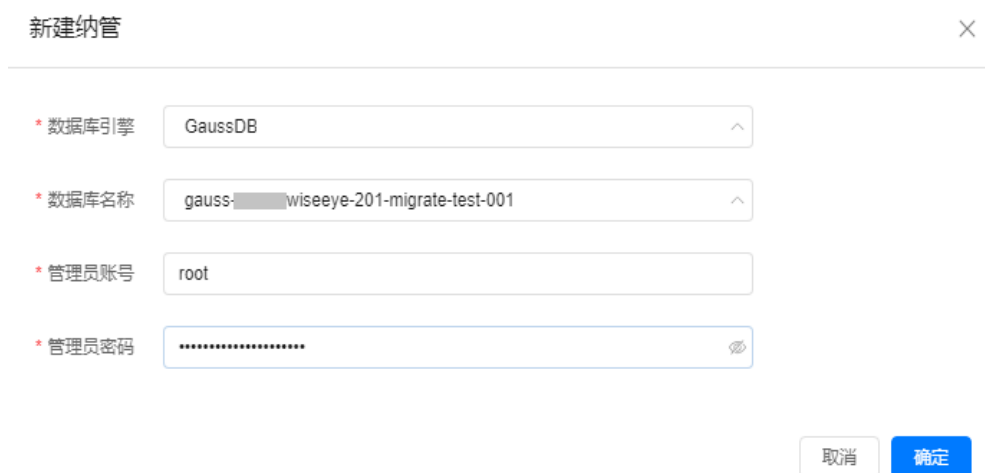 新建纳管
* 数据库引擎 GaussDB
* 数据库名称 gauss- wiseeye-201-migrate-test-001
* 管理员账号 root
* 管理员密码 •••••••••••••••••••••
取消 确定